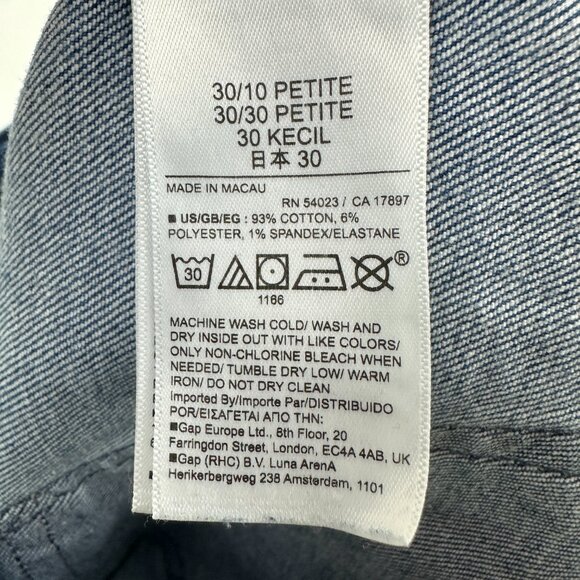 30/10 PETITE
30/30 PETITE
30 KECIL
日本 30
MADE IN MACAU
RN 54023 / CA 17897
■ US/GB/EG : 93% COTTON, 6%
POLYESTER, 1% SPANDEX/ELASTANE
30
®
1166
MACHINE WASH COLD/ WASH AND
DRY INSIDE OUT WITH LIKE COLORS/
ONLY NON-CHLORINE BLEACH WHEN
NEEDED/ TUMBLE DRY LOW/ WARM
IRON/ DO NOT DRY CLEAN
Imported By/Importe Par/DISTRIBUIDO
POR/ΕΙΣΑΓΕΤΑΙ ΑΠΟ ΤΗΝ:
■Gap Europe Ltd., 8th Floor, 20
Farringdon Street, London, EC4A 4AB, UK
■Gap (RHC) B.V. Luna ArenA
Herikerbergweg 238 Amsterdam, 1101